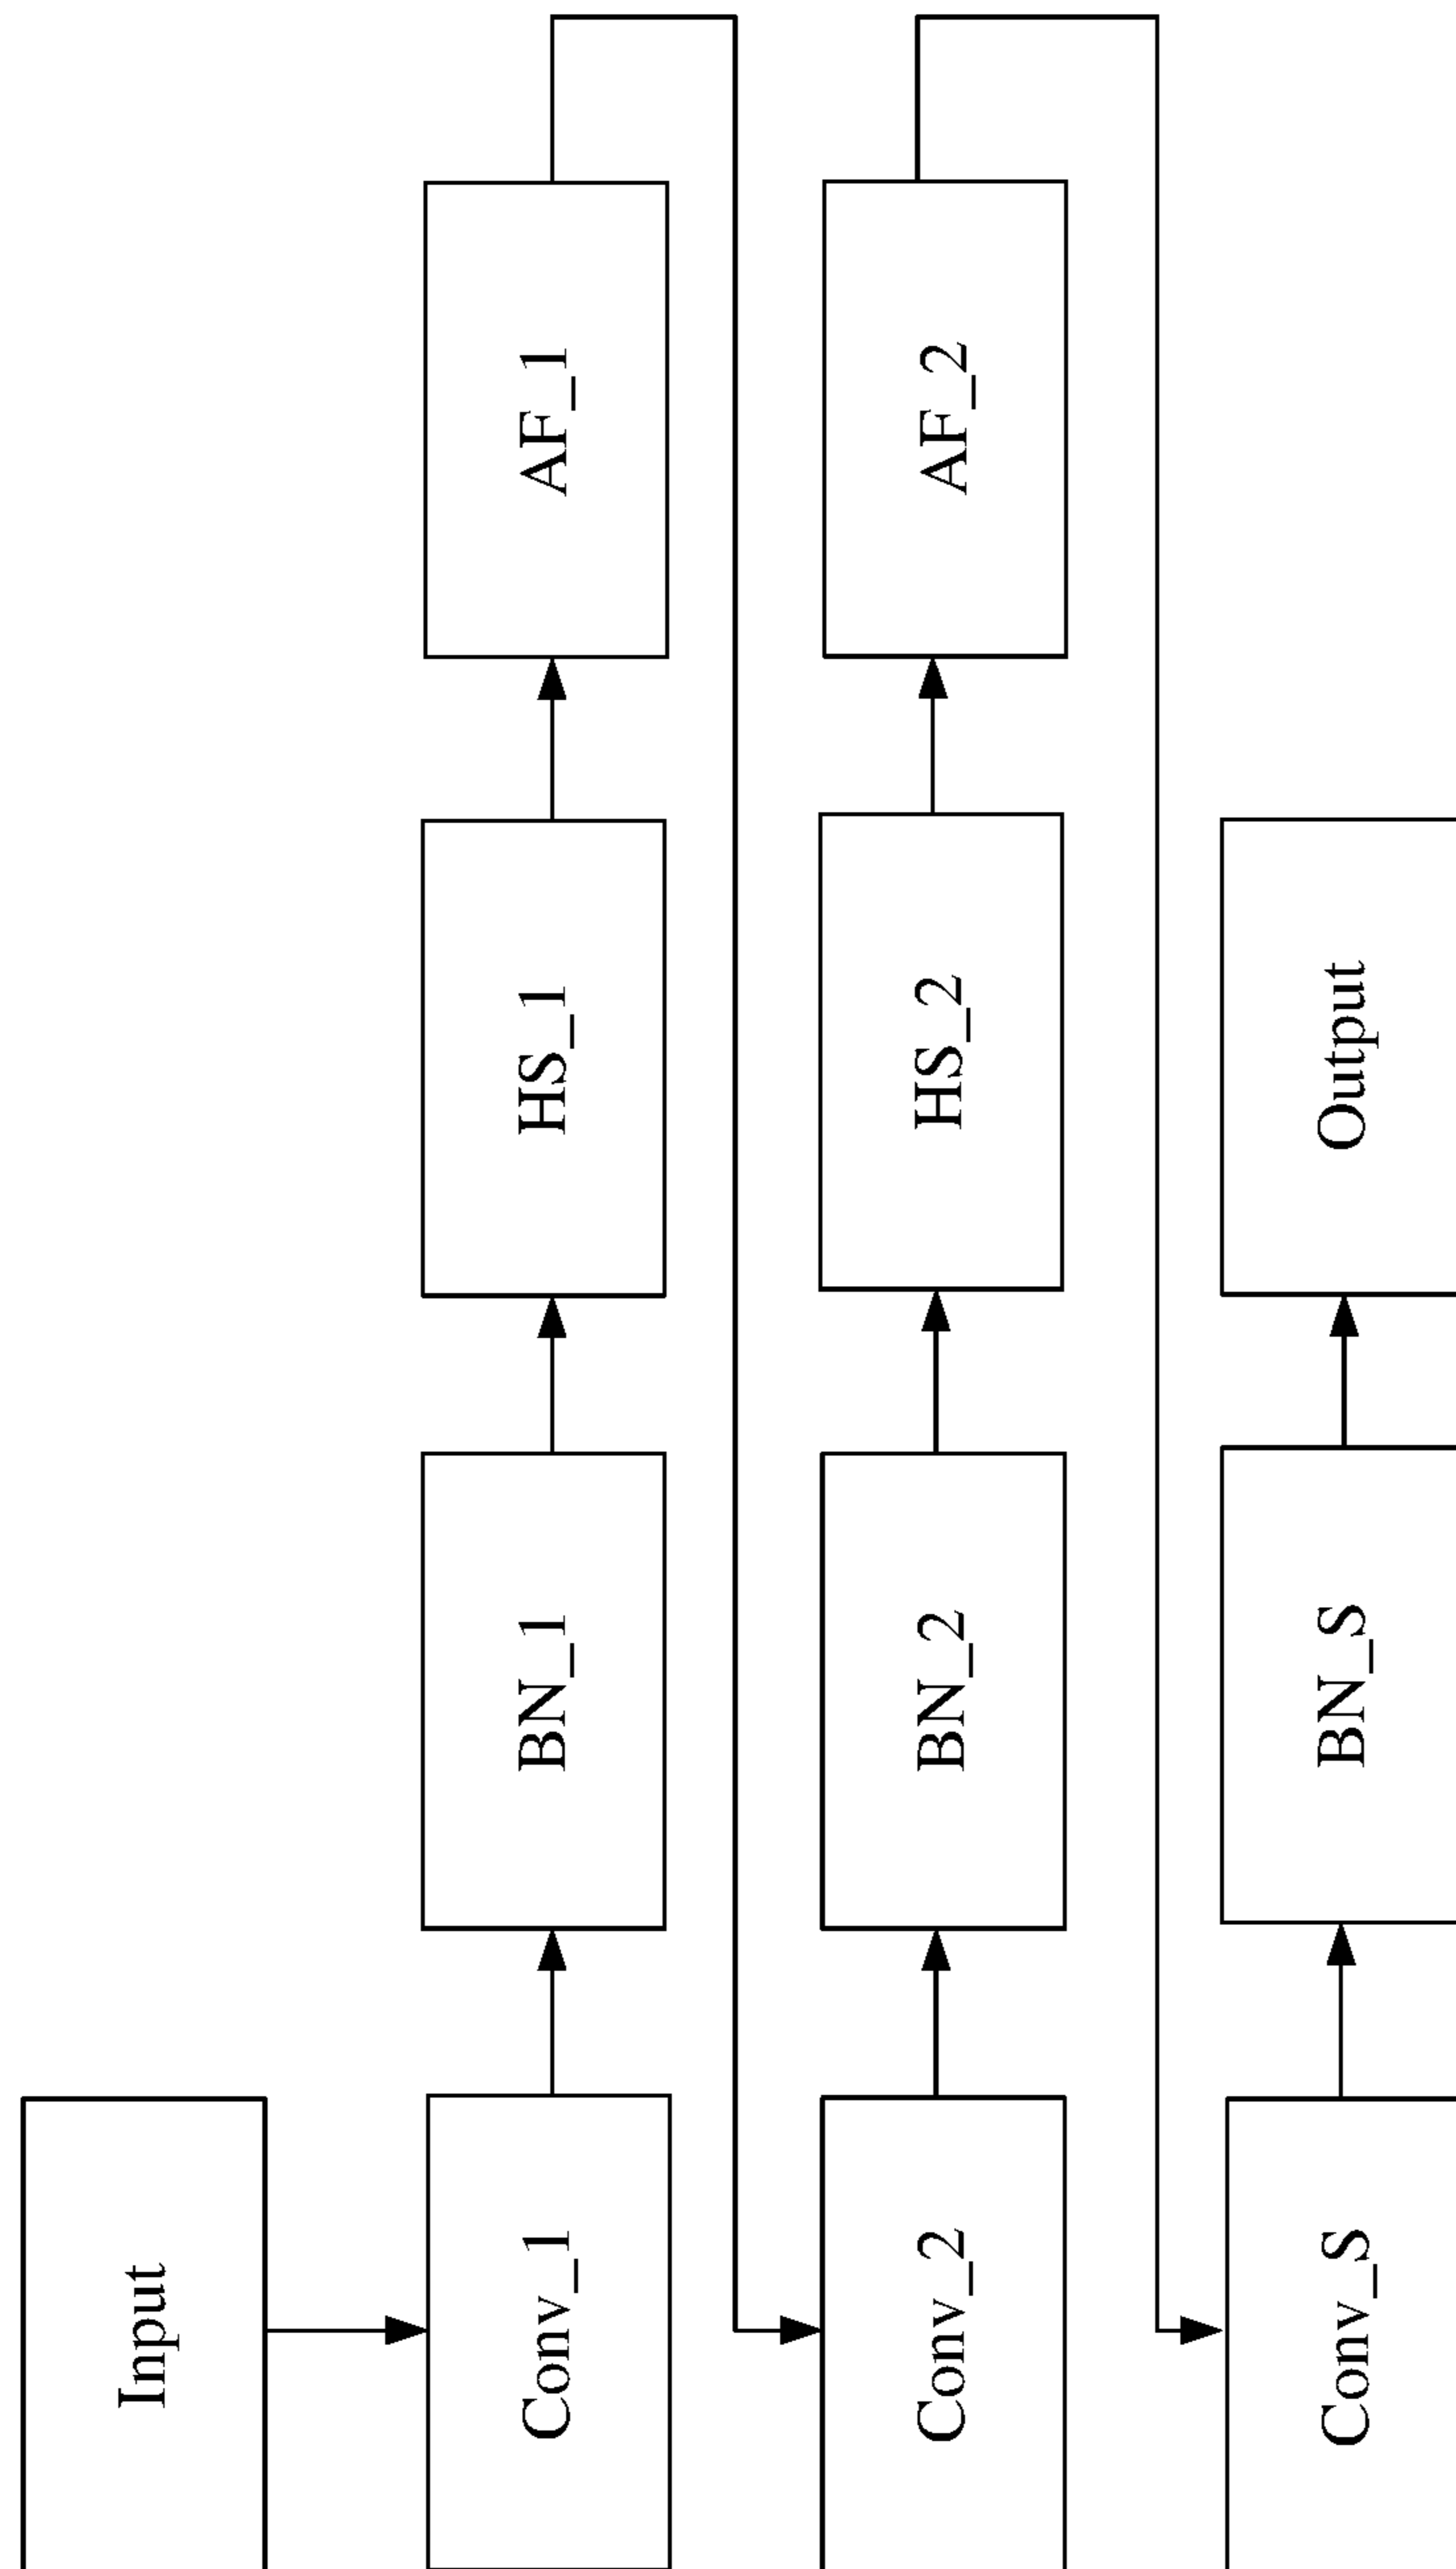 Input
Conv_1
BN_1
HS_1
AF_1
Conv_2
BN_2
HS_2
AF_2
Conv_S
BN_S
Output